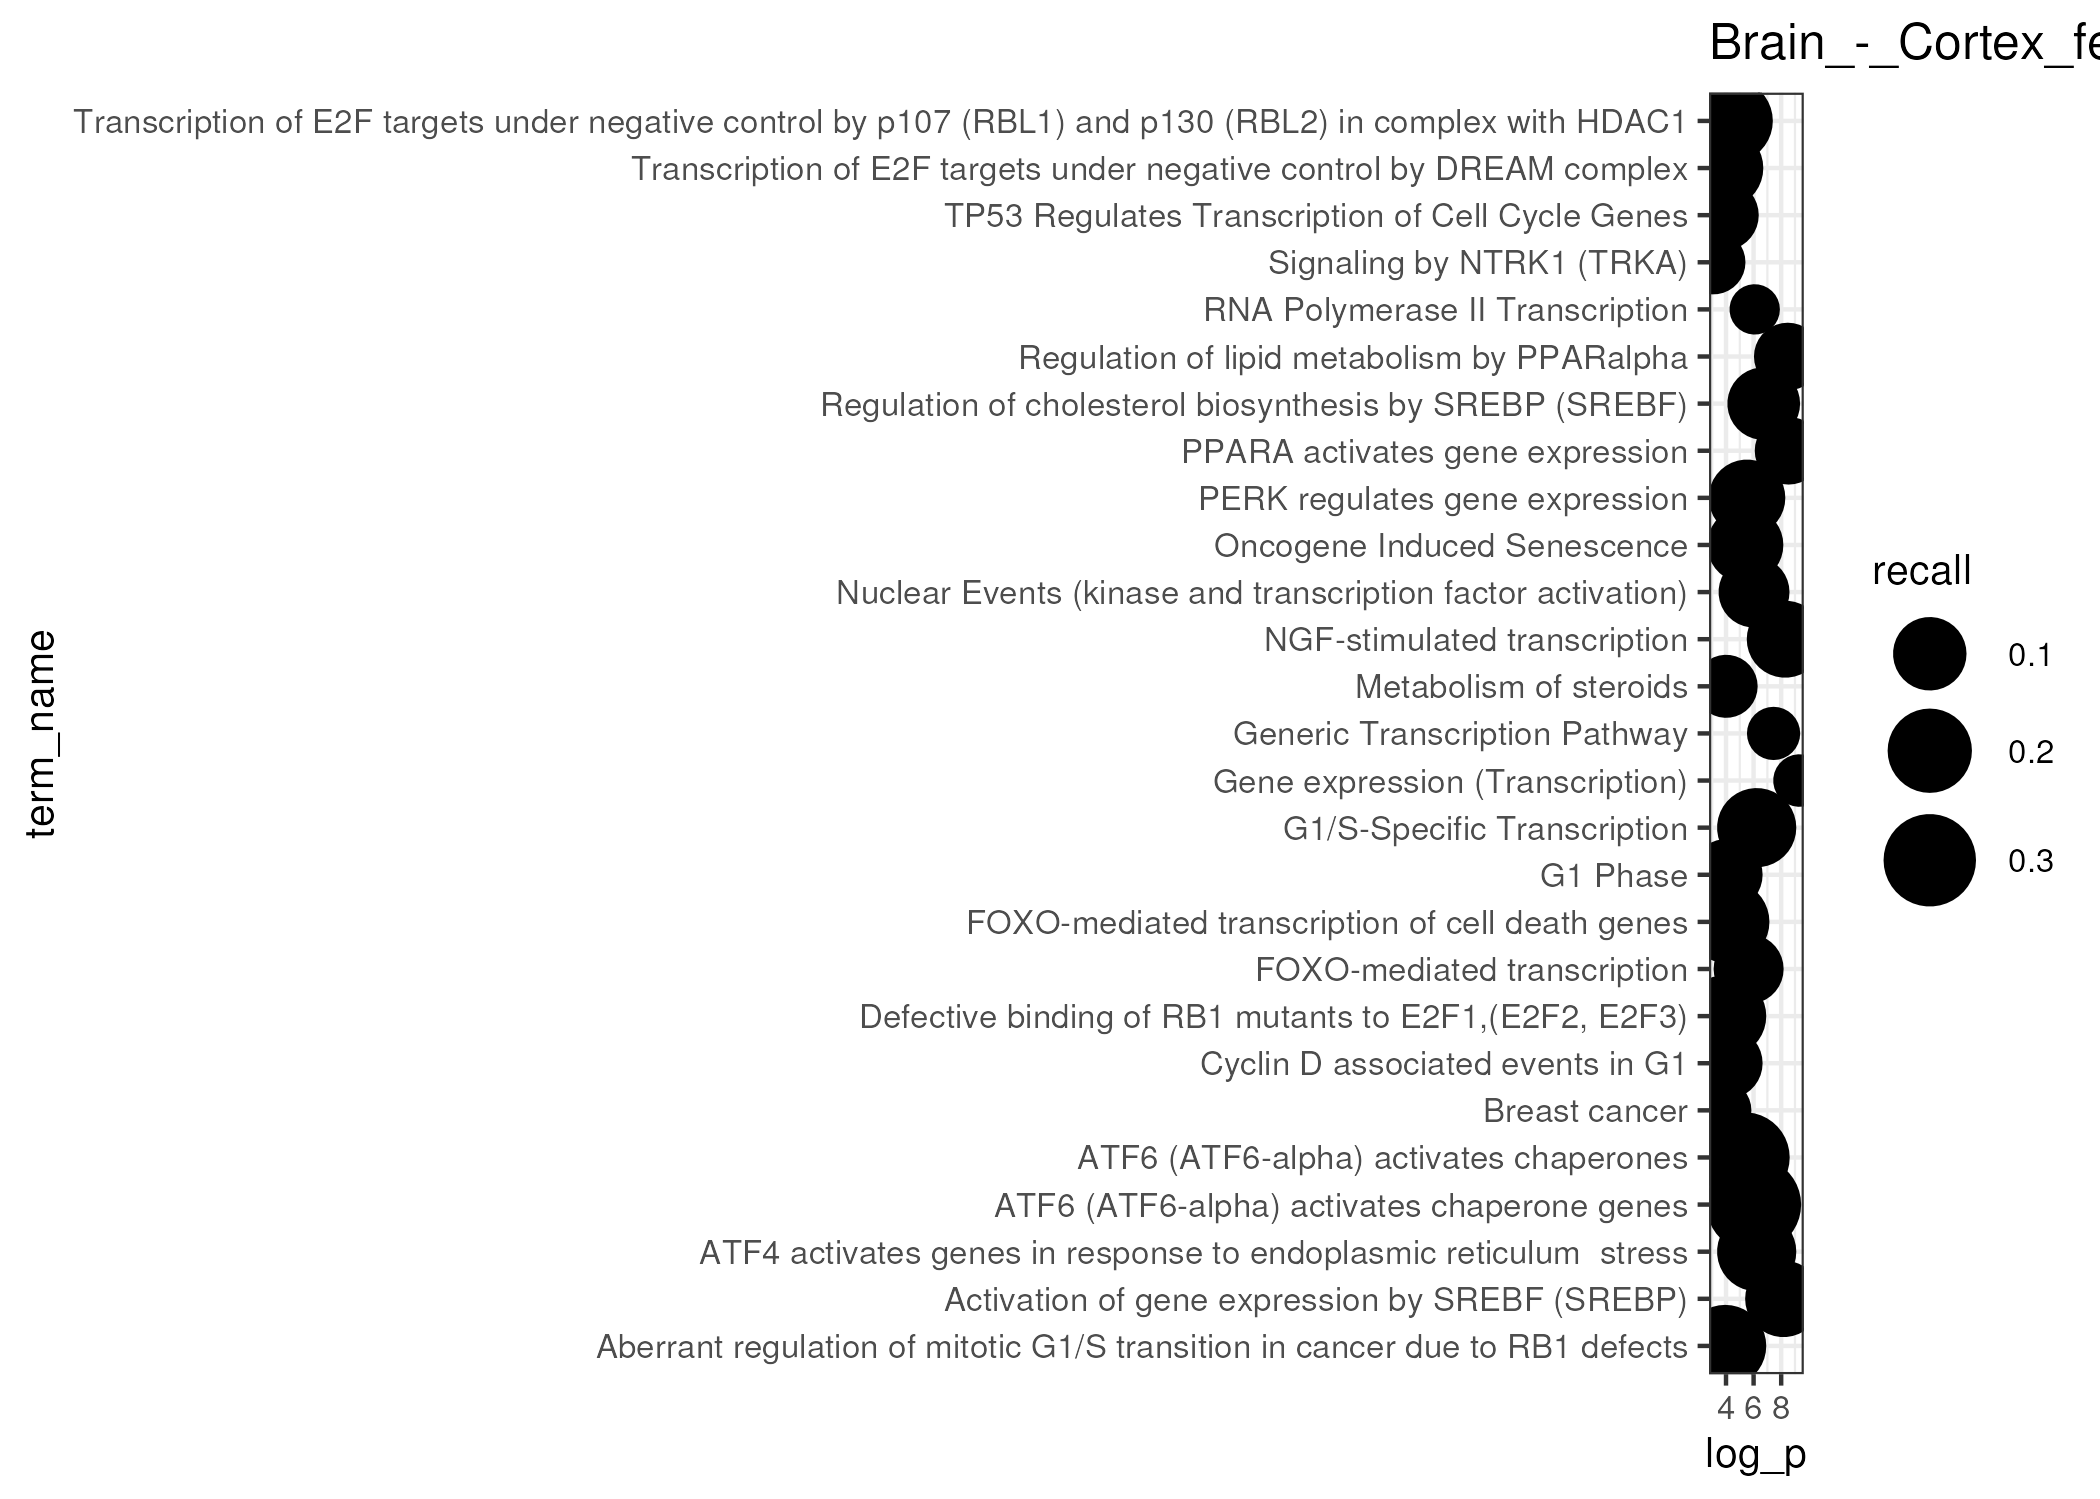 Brain_-_Cortex_fe
Transcription of E2F targets under negative control by p107 (RBL1) and p130 (RBL2) in complex with HDAC1
Transcription of E2F targets under negative control by DREAM complex
TP53 Regulates Transcription of Cell Cycle Genes
Signaling by NTRK1 (TRKA)
RNA Polymerase II Transcription
Regulation of lipid metabolism by PPARalpha
Regulation of cholesterol biosynthesis by SREBP (SREBF)
PPARA activates gene expression
PERK regulates gene expression
Oncogene Induced Senescence
Nuclear Events (kinase and transcription factor activation)
NGF-stimulated transcription
Metabolism of steroids
Generic Transcription Pathway
Gene expression (Transcription)
G1/S-Specific Transcription
G1 Phase
FOXO-mediated transcription of cell death genes
FOXO-mediated transcription
Defective binding of RB1 mutants to E2F1,(E2F2, E2F3)
Cyclin D associated events in G1
Breast cancer
ATF6 (ATF6-alpha) activates chaperones
ATF6 (ATF6-alpha) activates chaperone genes
ATF4 activates genes in response to endoplasmic reticulum  stress
Activation of gene expression by SREBF (SREBP)
Aberrant regulation of mitotic G1/S transition in cancer due to RB1 defects
term_name
4 6 8
log_p
recall
0.1
0.2
0.3